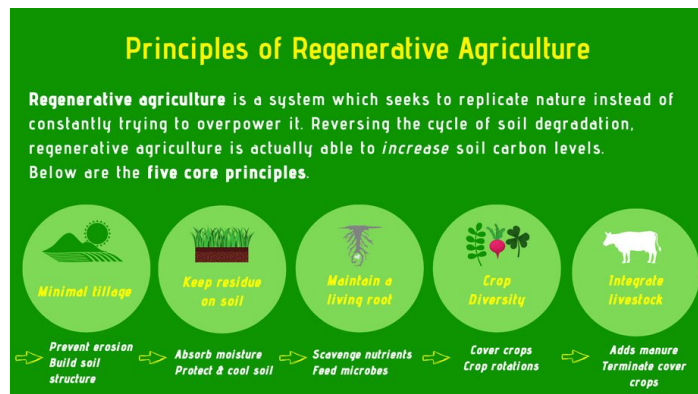 Principles of Regenerative Agriculture
Regenerative agriculture is a system which seeks to replicate nature instead of
constantly trying to overpower it. Reversing the cycle of soil degradation,
regenerative agriculture is actually able to increase soil carbon levels.
Below are the five core principles.
Minimal tillage
Keep residue
on soil
Maintain a
living root
Crop
Diversity
Integrate
livestock
Prevent erosion
Build soil
structure
Absorb moisture
Protect & cool soil
Scavenge nutrients
Feed microbes
Cover crops
Crop rotations
Adds manure
Terminate cover
crops